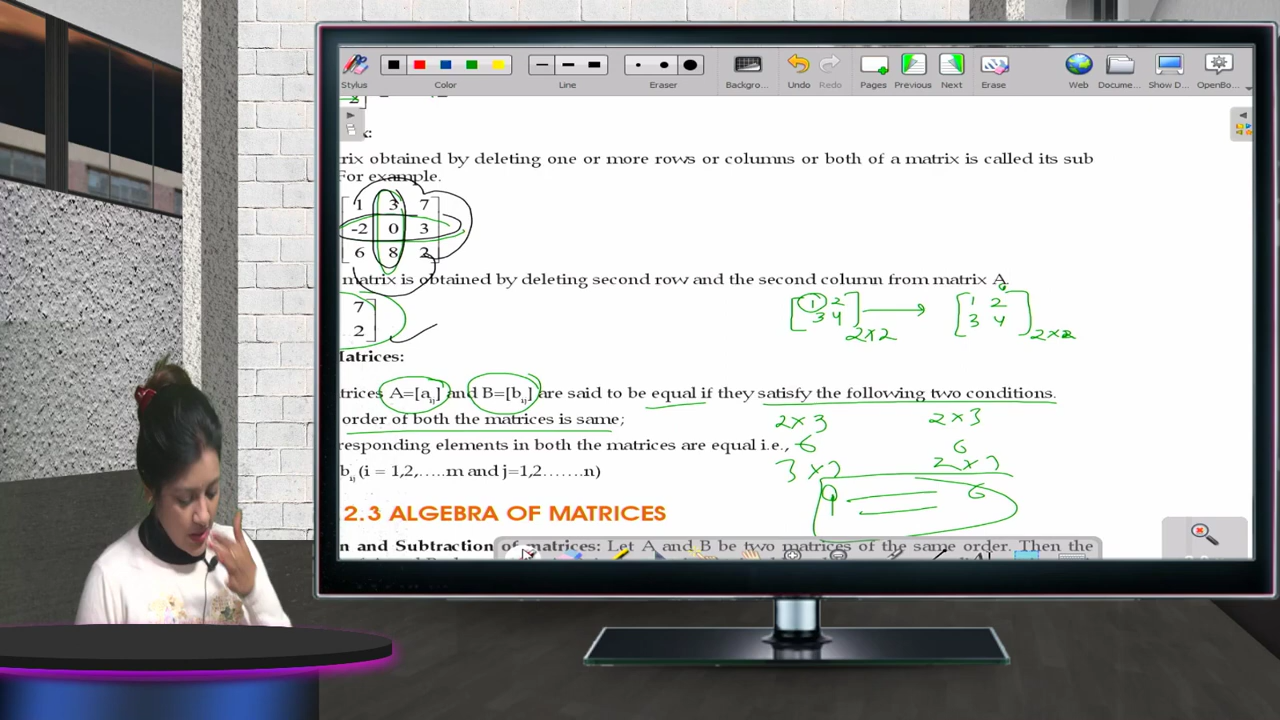 Stylus Color Line Eraser Backgro... Undo Redo Pages Previous Next Erase Web Docume... Show D... OpenBo...
2
x:
rix obtained by deleting one or more rows or columns or both of a matrix is called its sub
For example.
1 3 7
-2 0 3
6 8 2
matrix is obtained by deleting second row and the second column from matrix A.
7
2
1 2
3 4
2×2
1 2
3 4
2×2
Matrices:
trices A=[aij] and B=[bij] are said to be equal if they satisfy the following two conditions.
order of both the matrices is same;
2×3 2×3
responding elements in both the matrices are equal i.e.,
6 6
bij (i = 1,2,.....m and j=1,2.......n)
9 6
2.3 ALGEBRA OF MATRICES
n and Subtraction of matrices: Let A and B be two matrices of the same order. Then the